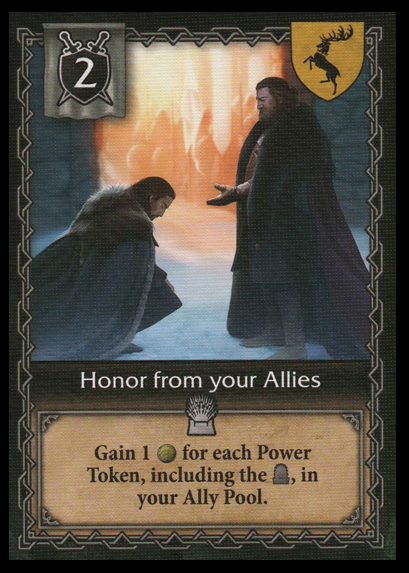 2
Honor from your Allies
Gain 1 for each Power
Token, including the , in
your Ally Pool.